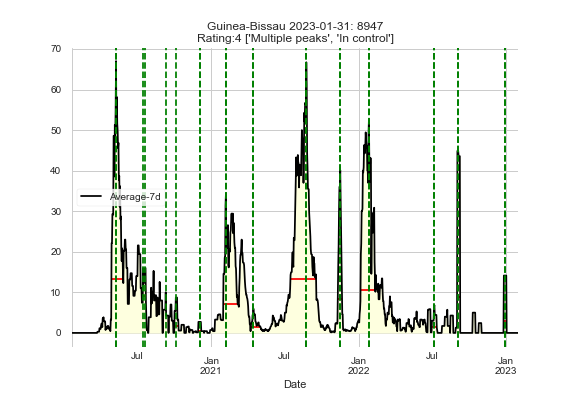 Guinea-Bissau 2023-01-31: 8947
Rating:4 ['Multiple peaks', 'In control']
70
60
50
40
30
20
10
0
Average-7d
Jul
Jan
2021
Jul
Jan
2022
Jul
Jan
2023
Date